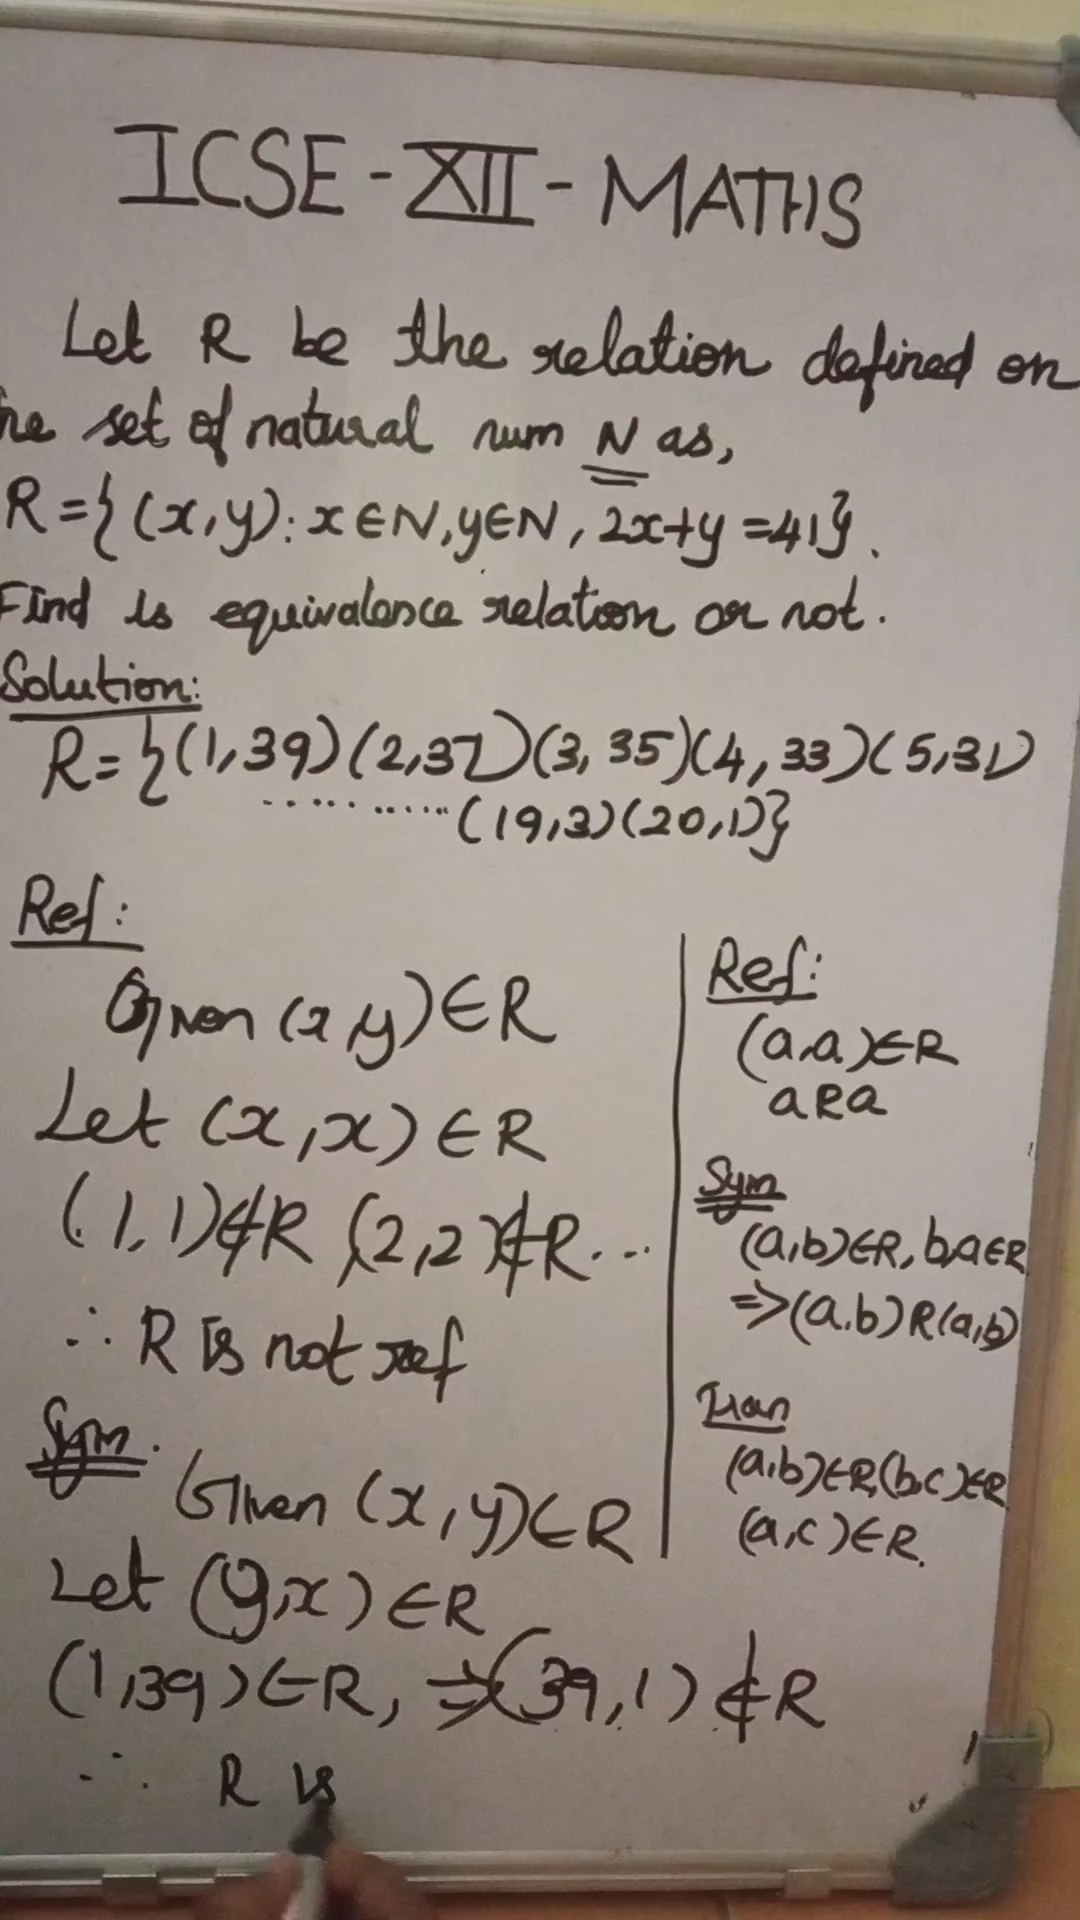 ICSE-XII-MATHS
Let R be the relation defined on
he set of natural num N as,
R={(x,y): x∈N,y∈N, 2x+y=41}.
Find is equivalence relation or not.
Solution:
R={(1,39)(2,37)(3,35)(4,33)(5,31)
..........(19,3)(20,1)}
Ref:
Given (x,y)∈R
Let (x,x)∈R
(1,1)∉R (2,2)∉R...
∴ R is not ref
Sym.
Given (x,y)∈R
Let (y,x)∈R
(1,39)∈R, ⇒(39,1)∉R
∴ R is
Ref:
(a,a)∈R
aRa
Sym
(a,b)∈R, b,a∈R
⇒(a,b)R(a,b)
Tran
(a,b)∈R,(b,c)∈R
(a,c)∈R.